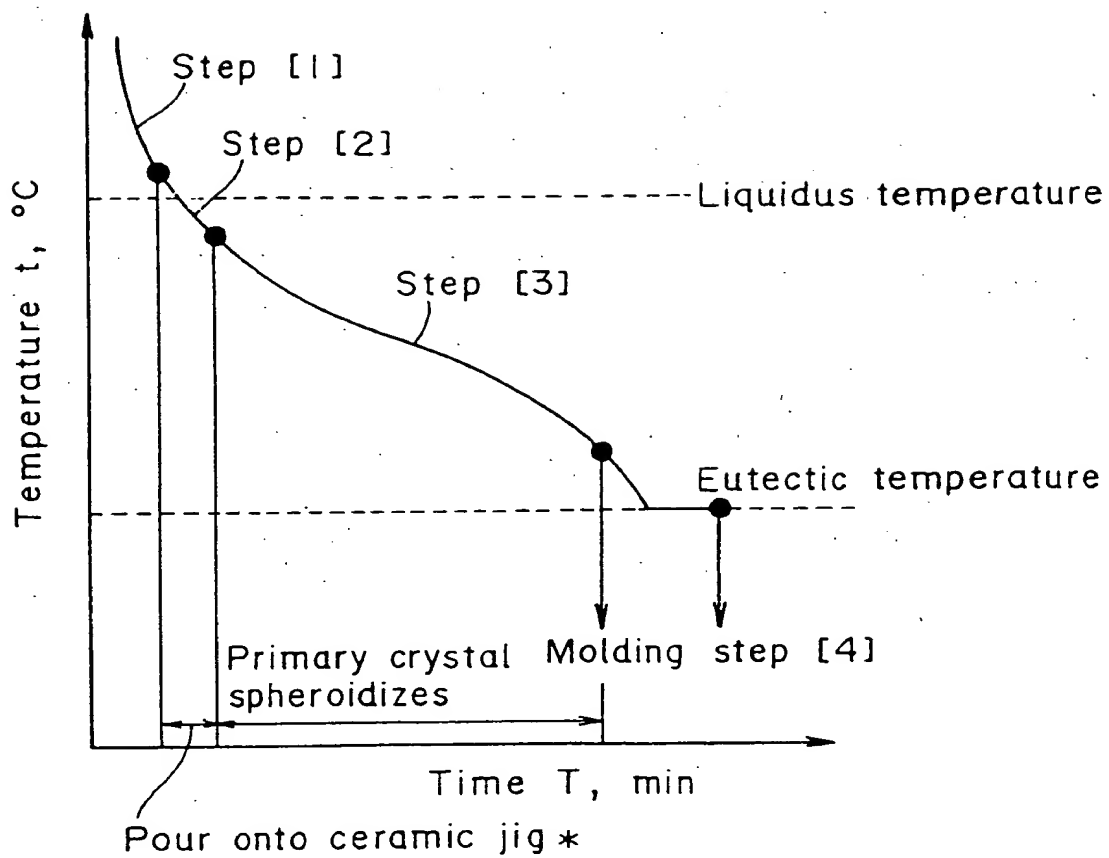 Step [1]
Step [2]
Liquidus temperature
Step [3]
Temperature t, °C
Eutectic temperature
Primary crystal
spheroidizes
Molding step [4]
Time T, min
Pour onto ceramic jig *